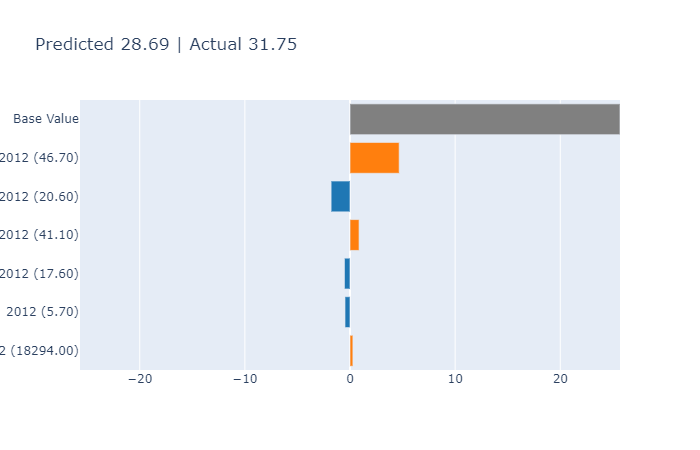 Predicted 28.69 | Actual 31.75
Base Value
2012 (46.70)
2012 (20.60)
2012 (41.10)
2012 (17.60)
2012 (5.70)
2 (18294.00)
−20 −10 0 10 20